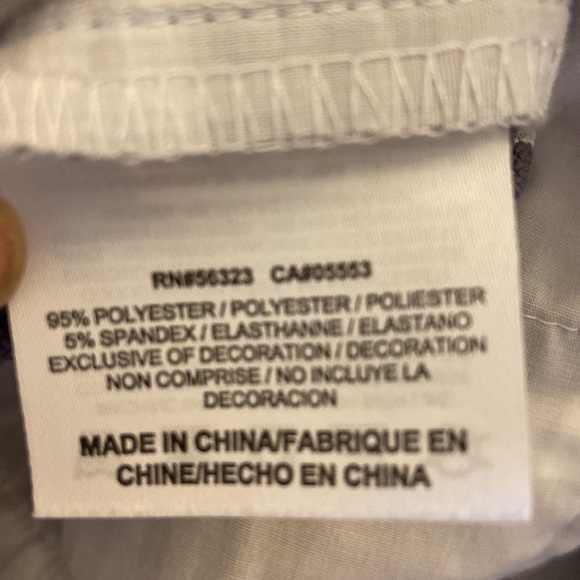 RN#56323 CA#05553
95% POLYESTER / POLYESTER / POLIESTER
5% SPANDEX / ELASTHANNE / ELASTANO
EXCLUSIVE OF DECORATION / DECORATION
NON COMPRISE / NO INCLUYE LA
DECORACION
MADE IN CHINA/FABRIQUE EN
CHINE/HECHO EN CHINA